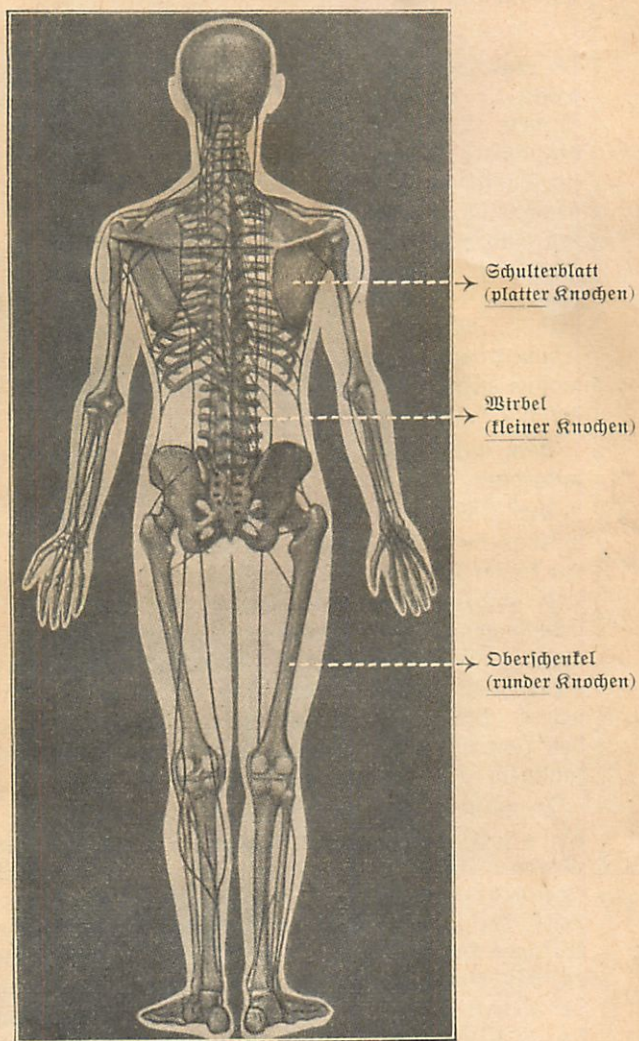 Schulterblatt
(platter Knochen)
Wirbel
(kleiner Knochen)
Oberschenkel
(runder Knochen)